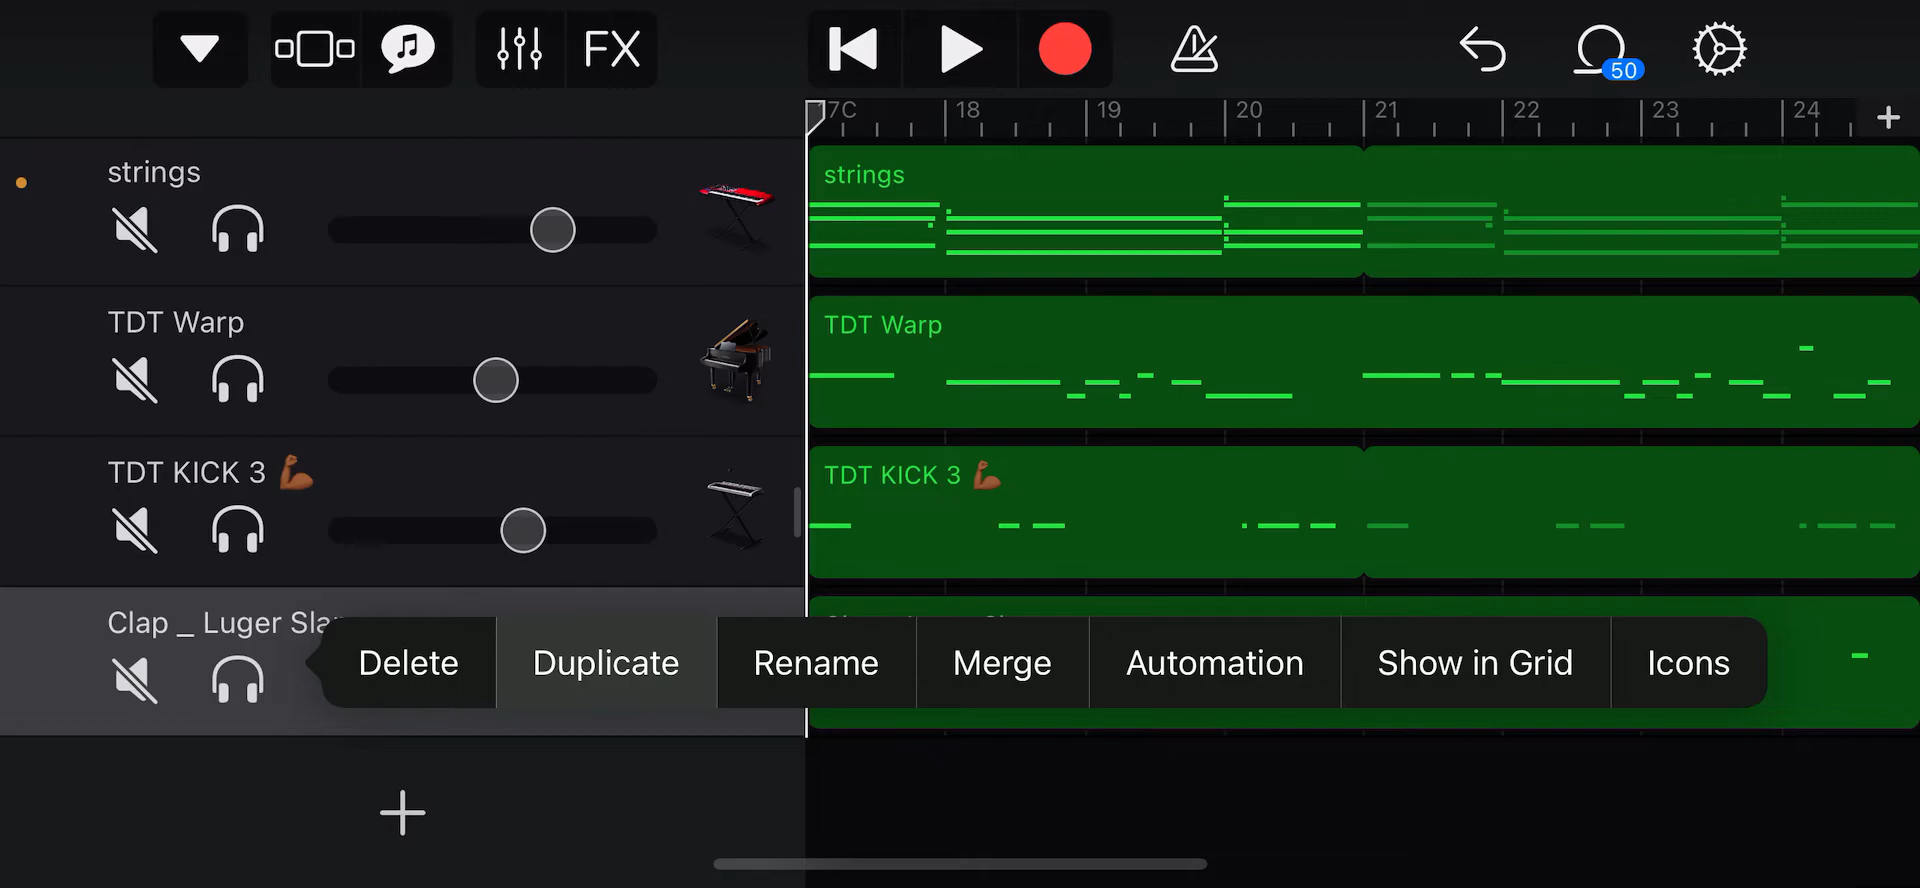 FX
50
17C 18 19 20 21 22 23 24
strings
strings
TDT Warp
TDT Warp
TDT KICK 3 💪🏾
TDT KICK 3 💪🏾
Clap _ Luger Sla
Delete Duplicate Rename Merge Automation Show in Grid Icons